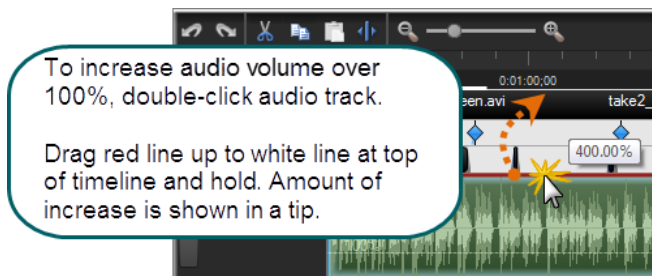 To increase audio volume over
100%, double-click audio track.
Drag red line up to white line at top
of timeline and hold. Amount of
increase is shown in a tip.
0:01:00;00
een.avi
take2_
400.00%